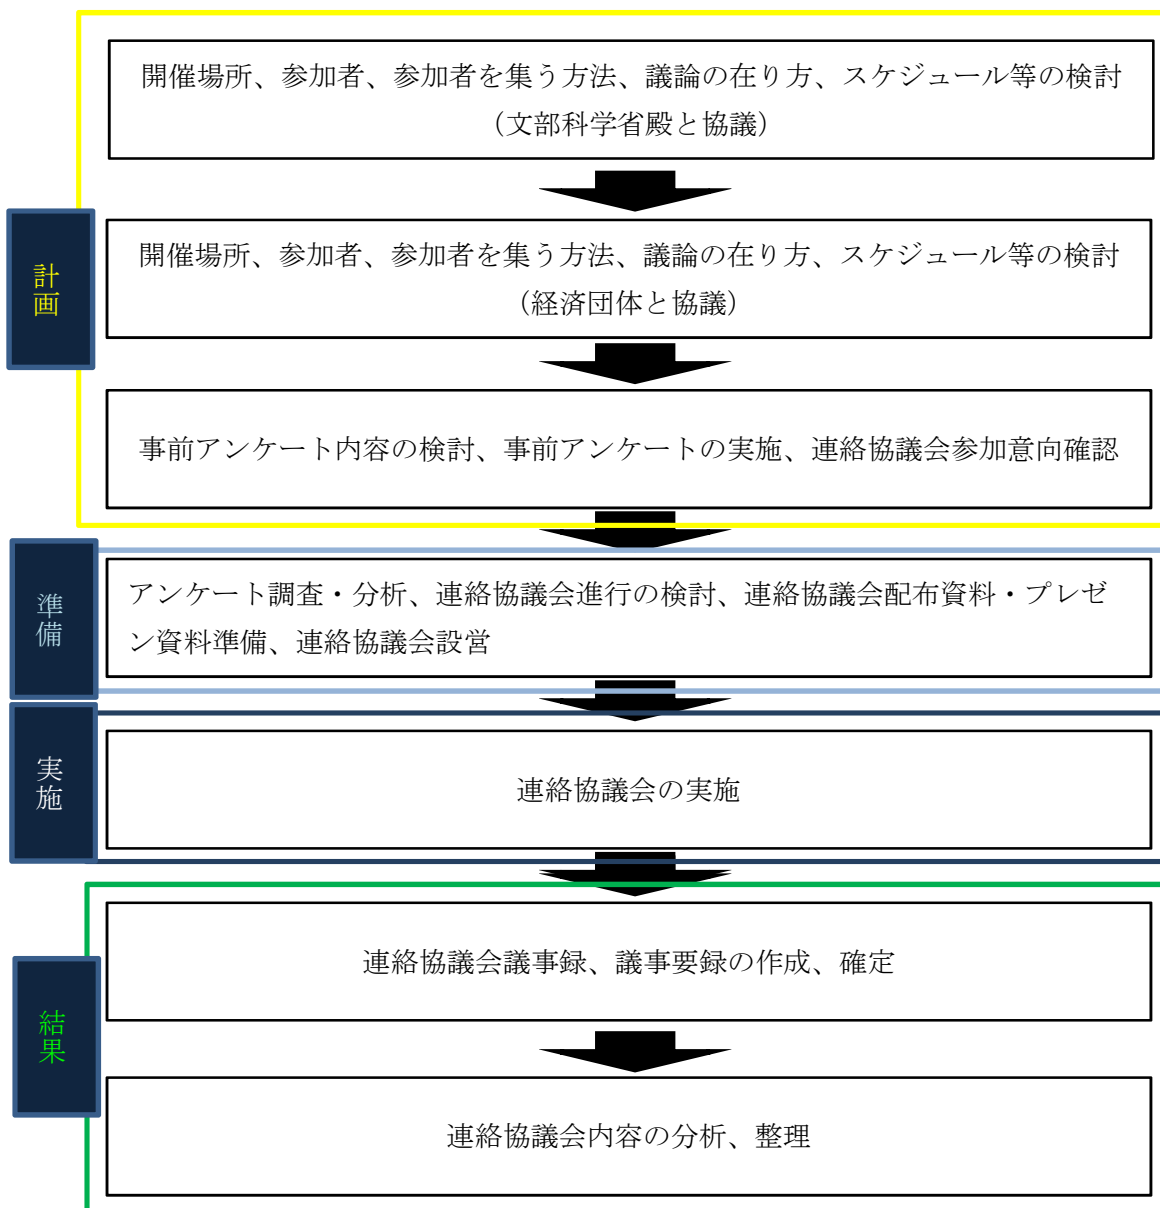 開催場所、参加者、参加者を集う方法、議論の在り方、スケジュール等の検討
（文部科学省殿と協議）
計画
開催場所、参加者、参加者を集う方法、議論の在り方、スケジュール等の検討
（経済団体と協議）
事前アンケート内容の検討、事前アンケートの実施、連絡協議会参加意向確認
準備
アンケート調査・分析、連絡協議会進行の検討、連絡協議会配布資料・プレゼ
ン資料準備、連絡協議会設営
実施
連絡協議会の実施
結果
連絡協議会議事録、議事要録の作成、確定
連絡協議会内容の分析、整理